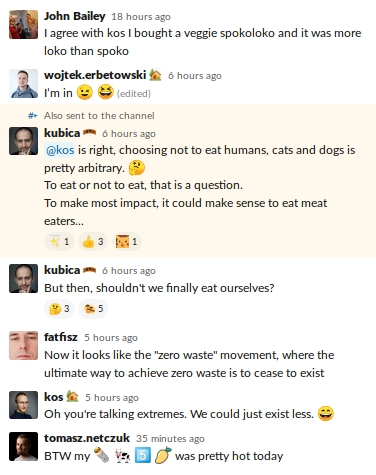 John Bailey 18 hours ago
I agree with kos I bought a veggie spokoloko and it was more
loko than spoko
wojtek.erbetowski 6 hours ago
I'm in 😉 😆 (edited)
Also sent to the channel
kubica 6 hours ago
@kos is right, choosing not to eat humans, cats and dogs is
pretty arbitrary. 🤔
To eat or not to eat, that is a question.
To make most impact, it could make sense to eat meat
eaters...
1 👍 3 1
kubica 6 hours ago
But then, shouldn't we finally eat ourselves?
🤔 3 5
fatfisz 5 hours ago
Now it looks like the "zero waste" movement, where the
ultimate way to achieve zero waste is to cease to exist
kos 🏡 5 hours ago
Oh you're talking extremes. We could just exist less. 😄
tomasz.netczuk 35 minutes ago
BTW my 🌯 🐄 5️⃣ 🥭 was pretty hot today